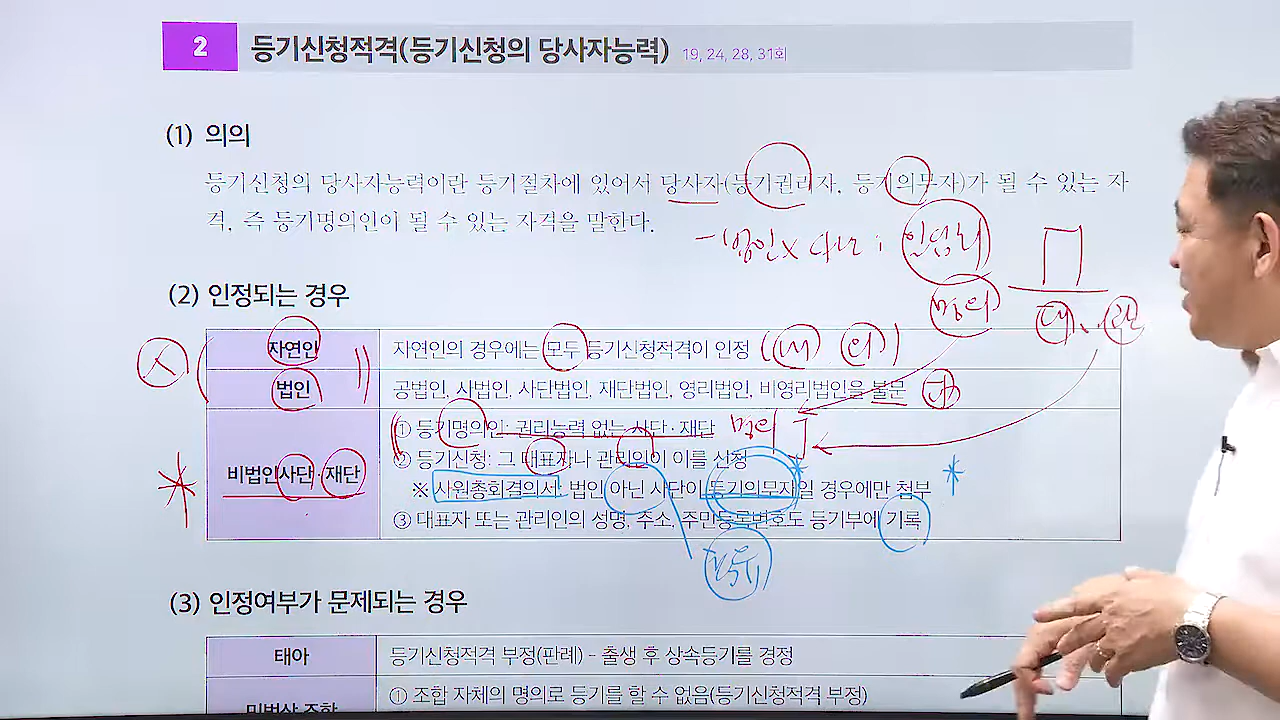 2 등기신청적격(등기신청의 당사자능력) 19, 24, 28, 31회
(1) 의의
등기신청의 당사자능력이란 등기절차에 있어서 당사자(등기권리자, 등기의무자)가 될 수 있는 자
격, 즉 등기명의인이 될 수 있는 자격을 말한다.
(2) 인정되는 경우
자연인 자연인의 경우에는 모두 등기신청적격이 인정
법인 공법인, 사법인, 사단법인, 재단법인, 영리법인, 비영리법인을 불문
비법인사단·재단
① 등기명의인: 권리능력 없는 사단·재단
② 등기신청: 그 대표자나 관리인이 이를 신청
※ 사원총회결의서: 법인 아닌 사단이 등기의무자일 경우에만 첨부
③ 대표자 또는 관리인의 성명, 주소, 주민등록번호도 등기부에 기록
(3) 인정여부가 문제되는 경우
태아 등기신청적격 부정(판례) - 출생 후 상속등기를 경정
민법상 조합 ① 조합 자체의 명의로 등기를 할 수 없음(등기신청적격 부정)